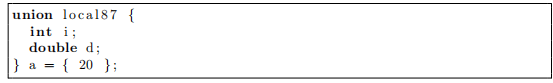 union local87 {
int i;
double d;
} a = { 20 };